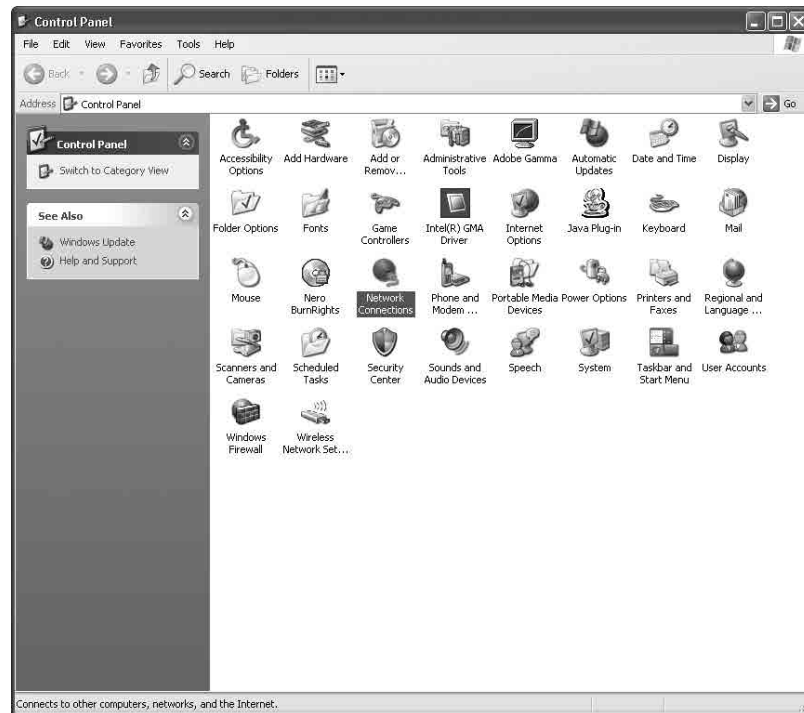 Control Panel
File Edit View Favorites Tools Help
Back Search Folders
Address Control Panel Go
Control Panel
Switch to Category View
See Also
Windows Update
Help and Support
Accessibility Options
Add Hardware
Add or Remov...
Administrative Tools
Adobe Gamma
Automatic Updates
Date and Time
Display
Folder Options
Fonts
Game Controllers
Intel(R) GMA Driver
Internet Options
Java Plug-in
Keyboard
Mail
Mouse
Nero BurnRights
Network Connections
Phone and Modem ...
Portable Media Devices
Power Options
Printers and Faxes
Regional and Language ...
Scanners and Cameras
Scheduled Tasks
Security Center
Sounds and Audio Devices
Speech
System
Taskbar and Start Menu
User Accounts
Windows Firewall
Wireless Network Set...
Connects to other computers, networks, and the Internet.